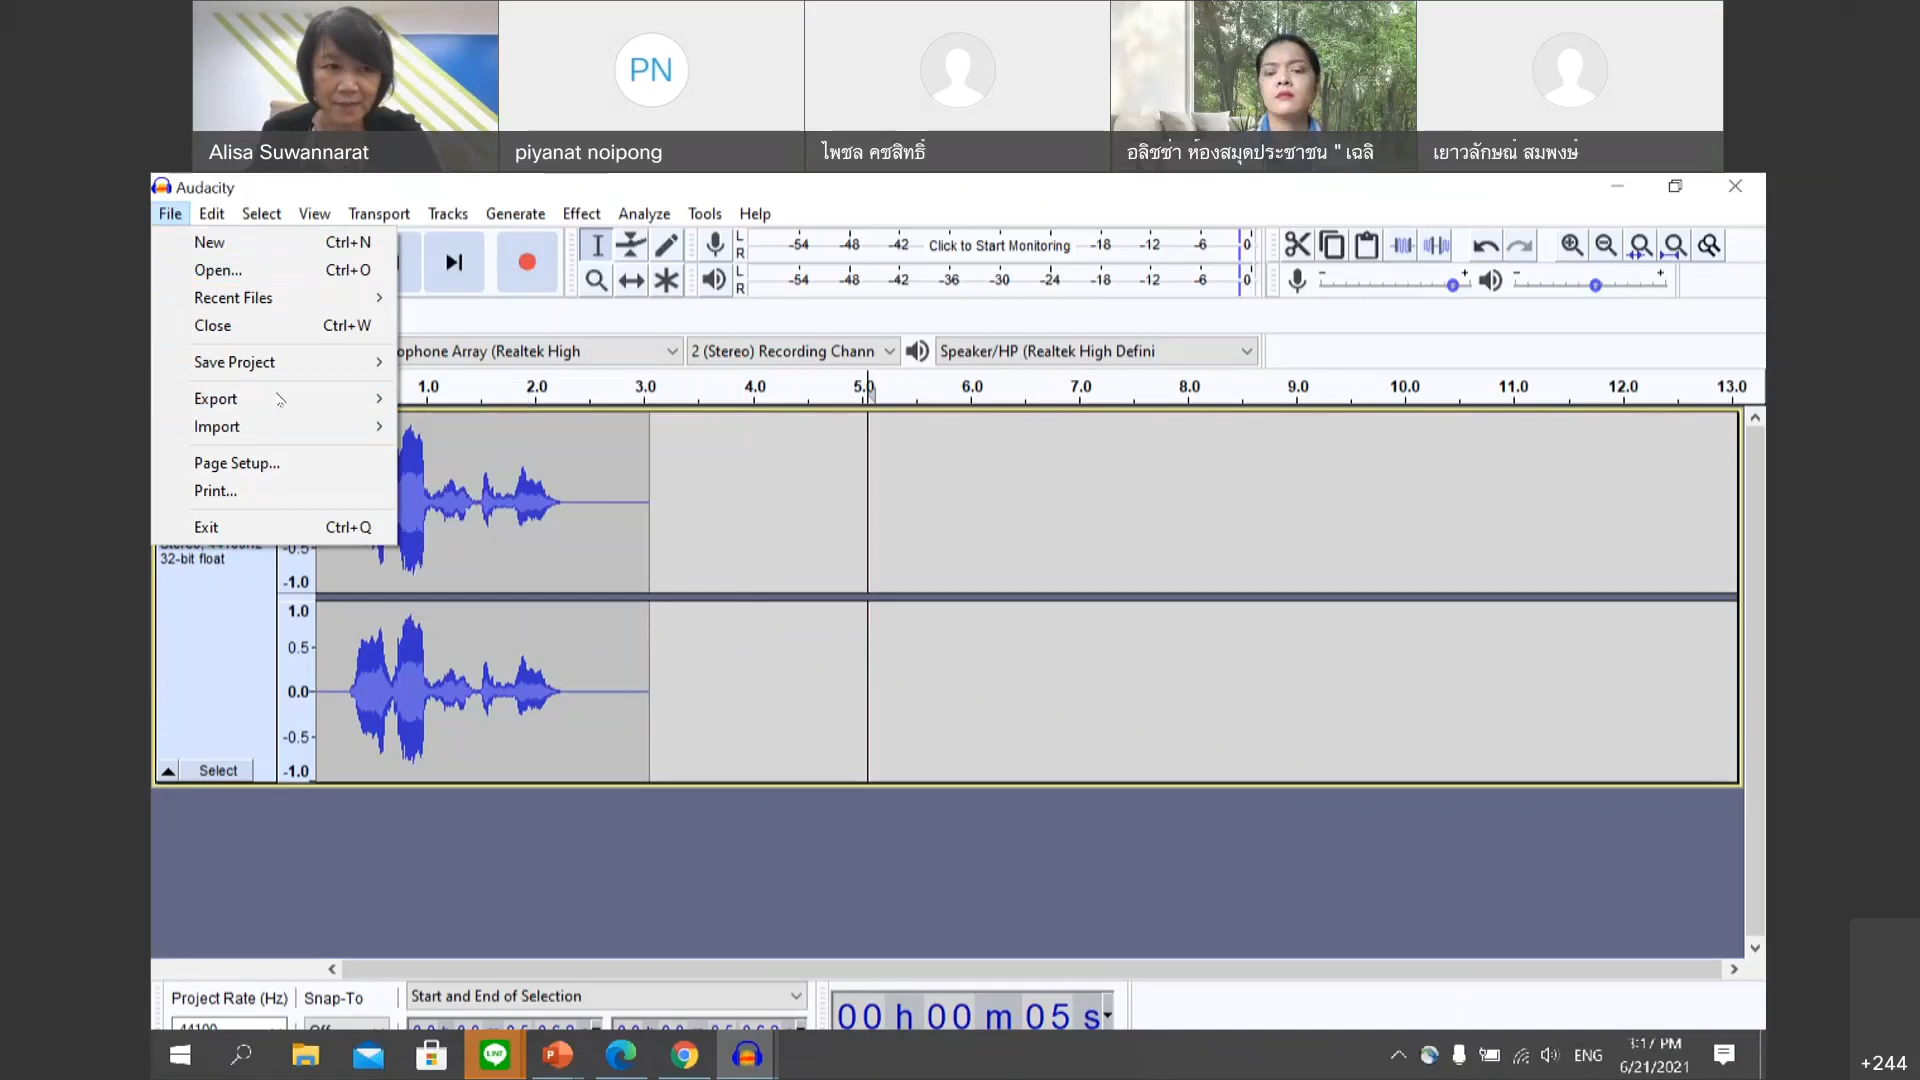 PN
Alisa Suwannarat
piyanat noipong
ไพซล คชสิทธิ์
อลิชช่า ห้องสมุดประชาชน " เฉลิ
เยาวลักษณ์ สมพงษ์
Audacity
File Edit Select View Transport Tracks Generate Effect Analyze Tools Help
New Ctrl+N
Open... Ctrl+O
Recent Files
Close Ctrl+W
Save Project
Export
Import
Page Setup...
Print...
Exit Ctrl+Q
L R -54 -48 -42 Click to Start Monitoring -18 -12 -6 0
L R -54 -48 -42 -36 -30 -24 -18 -12 -6 0
- + - +
ophone Array (Realtek High
2 (Stereo) Recording Chann
Speaker/HP (Realtek High Defini
1.0 2.0 3.0 4.0 5.0 6.0 7.0 8.0 9.0 10.0 11.0 12.0 13.0
-0.5
32-bit float
-1.0
1.0
0.5
0.0
-0.5
-1.0
Select
Project Rate (Hz) Snap-To Start and End of Selection
44100 Off
00 h 00 m 05 s
LINE
ENG
3:17 PM
6/21/2021
+244